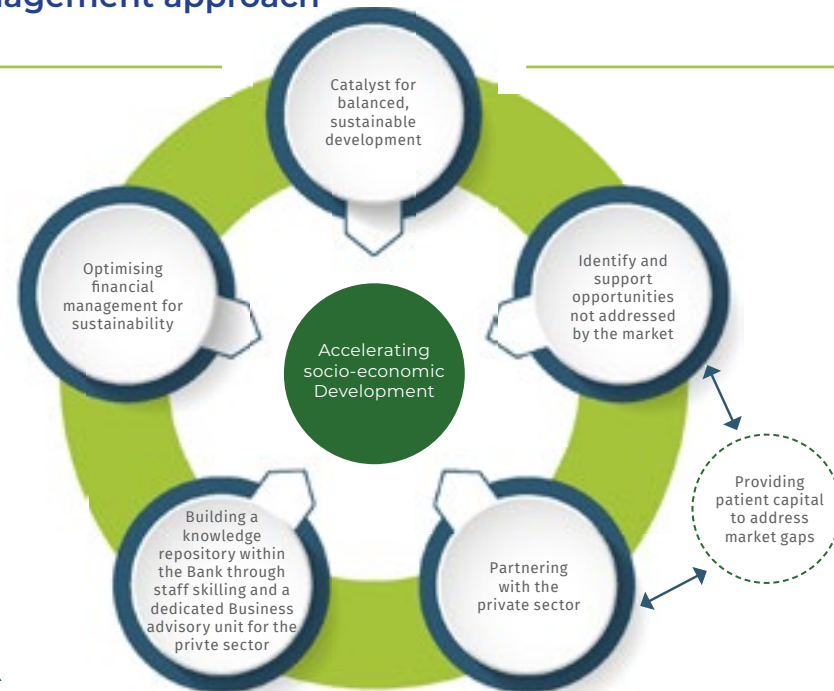 agement approach
Catalyst for
balanced,
sustainable
development
Identify and
support
opportunities
not addressed
by the market
Optimising
financial
management for
sustainability
Accelerating
socio-economic
Development
Providing
patient capital
to address
market gaps
Building a
knowledge
repository within
the Bank through
staff skilling and a
dedicated Business
advisory unit for the
privte sector
Partnering
with the
private sector